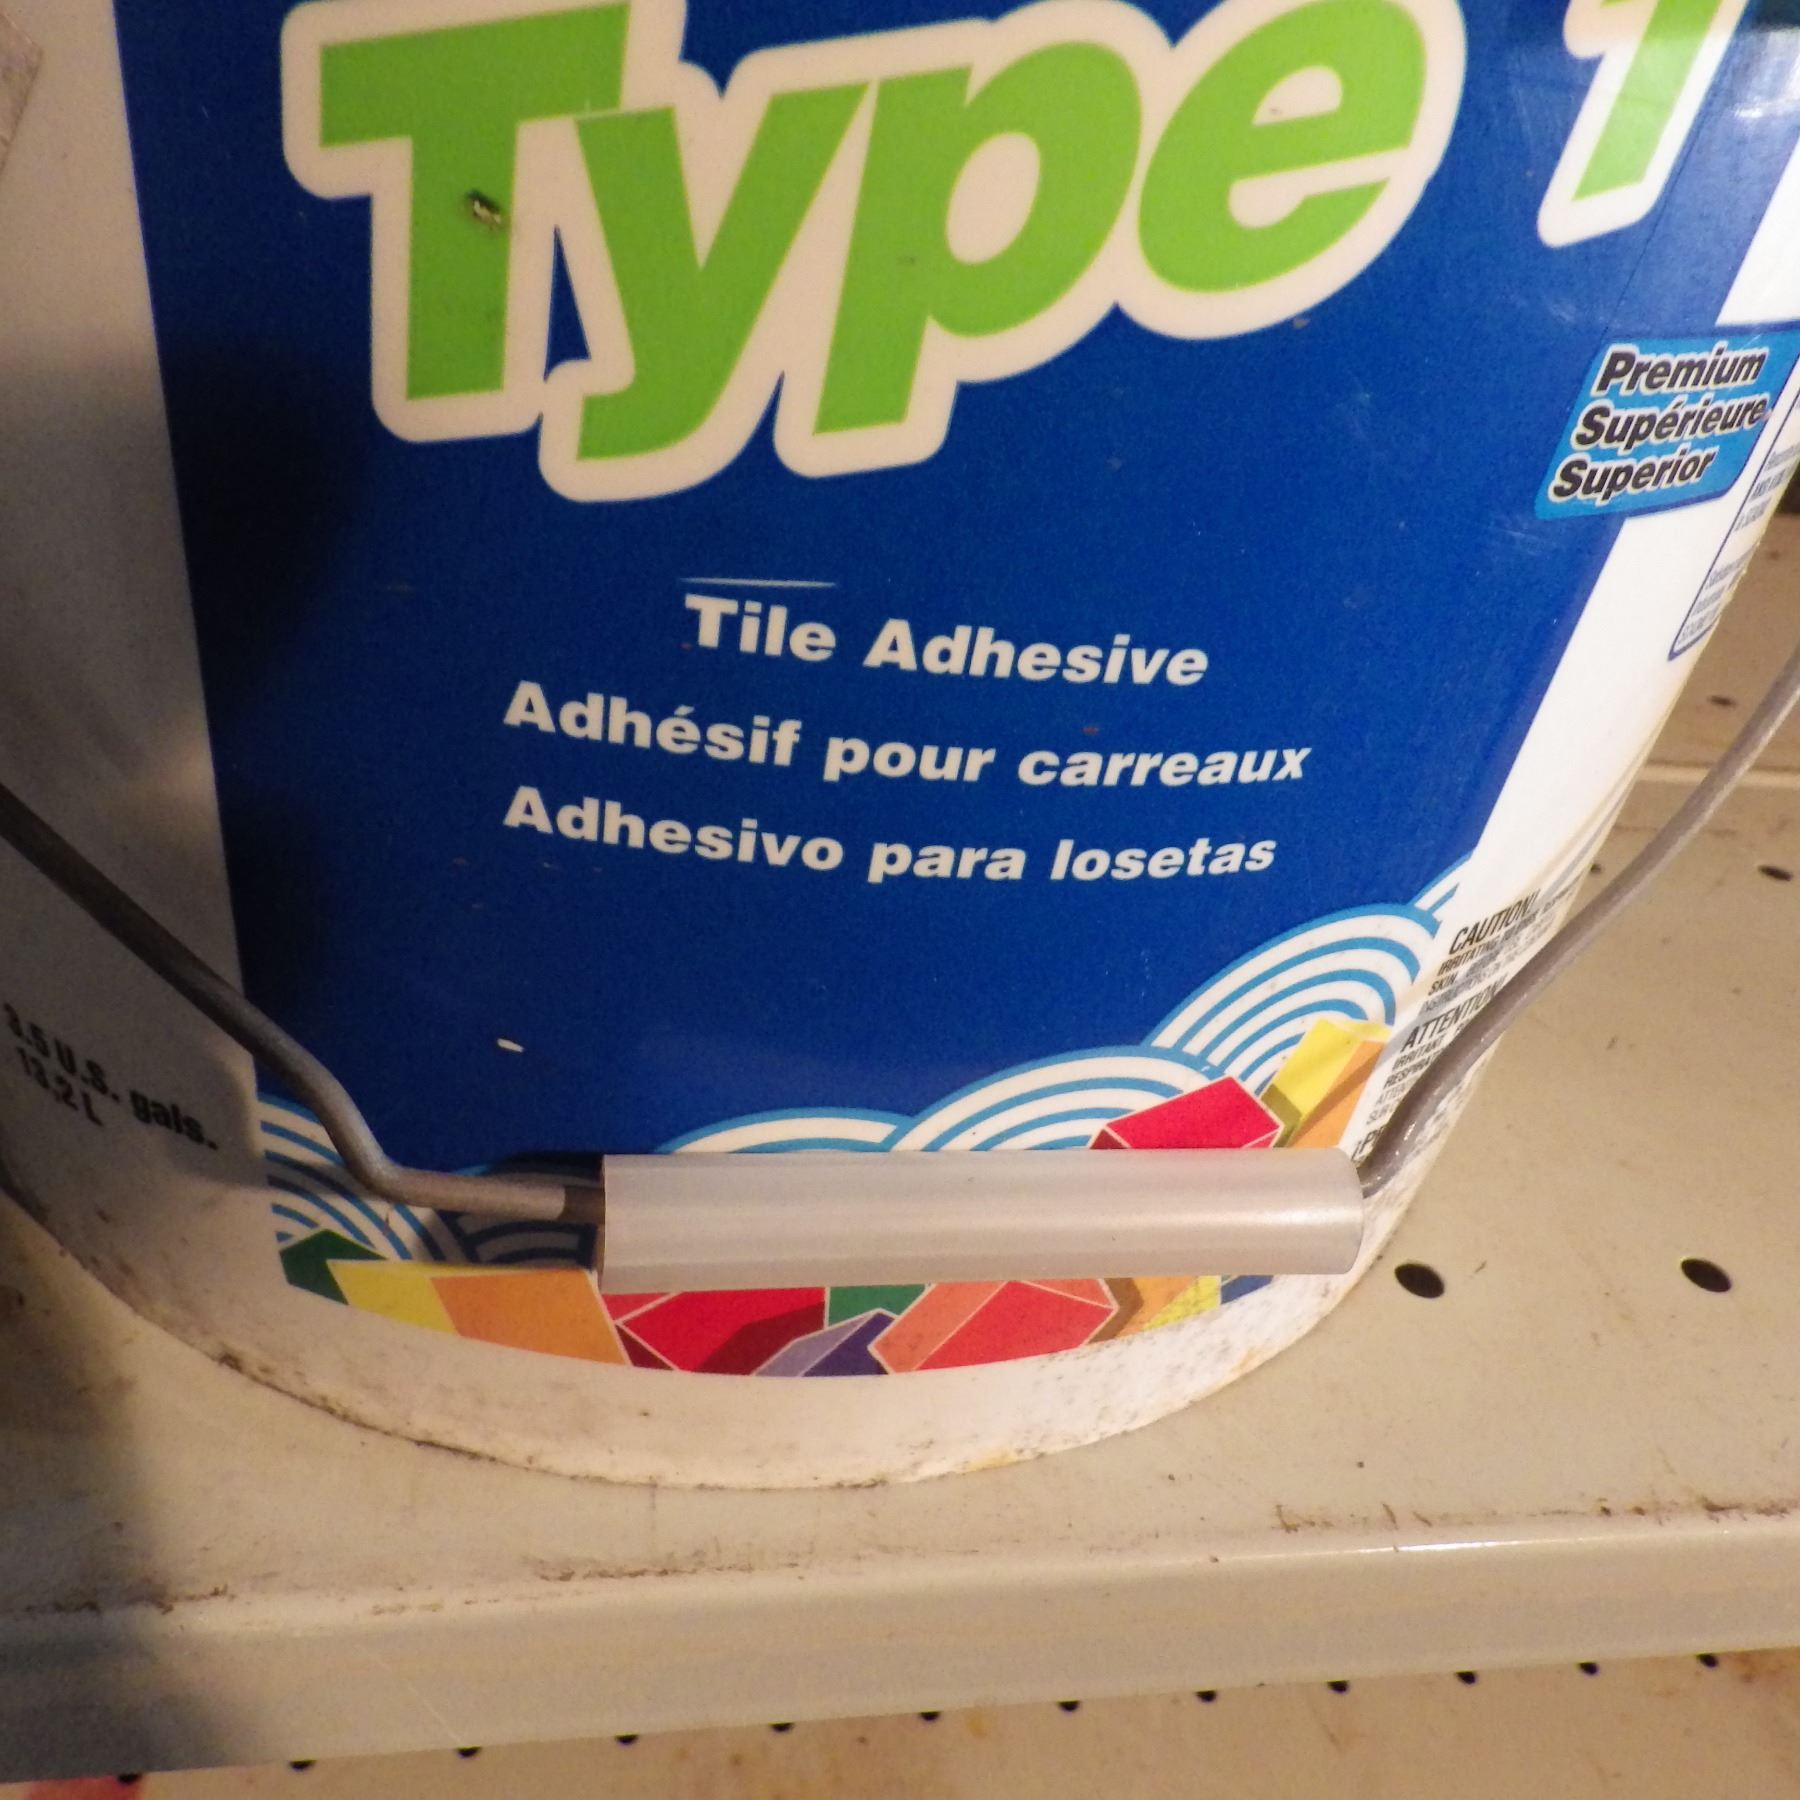 Type 1
Premium
Supérieure
Superior
Tile Adhesive
Adhésif pour carreaux
Adhesivo para losetas
3.5 U.S. gals.
13,2 L
CAUTION!
SKIN
ATTENTION!